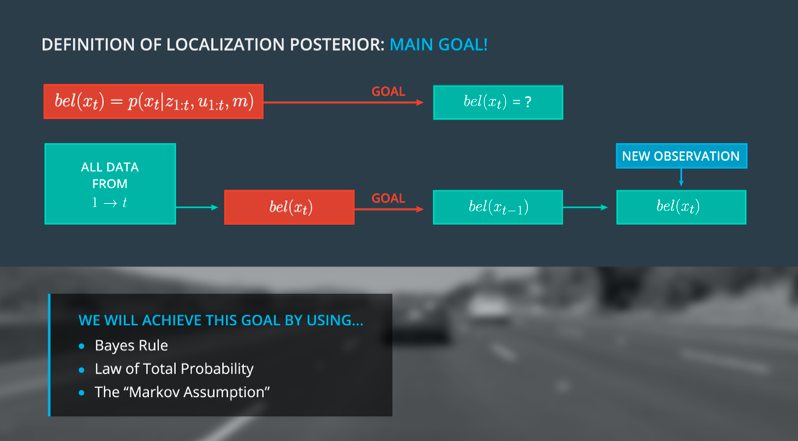 DEFINITION OF LOCALIZATION POSTERIOR: MAIN GOAL!
bel(x_t) = p(x_t|z_{1:t}, u_{1:t}, m)
GOAL
bel(x_t) = ?
ALL DATA
FROM
1 → t
bel(x_t)
GOAL
bel(x_{t−1})
NEW OBSERVATION
bel(x_t)
WE WILL ACHIEVE THIS GOAL BY USING...
• Bayes Rule
• Law of Total Probability
• The “Markov Assumption”